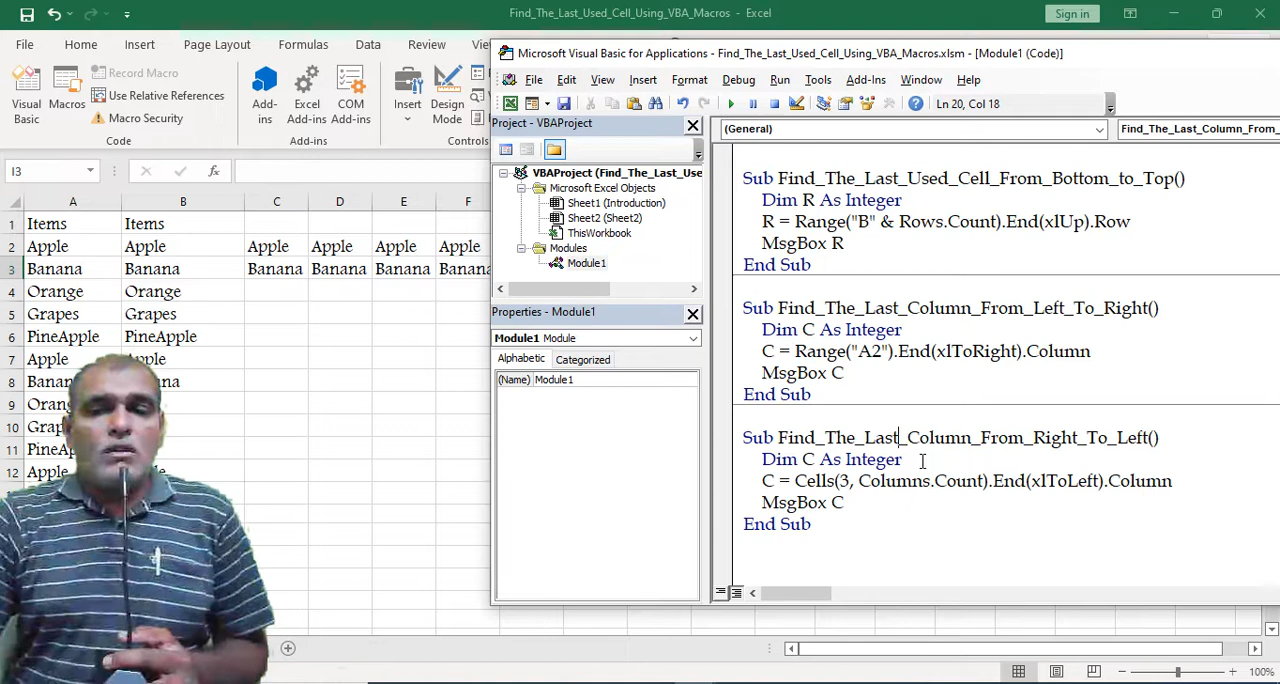 Find_The_Last_Used_Cell_Using_VBA_Macros - Excel
Sign in
File Home Insert Page Layout Formulas Data Review
Visual Basic
Macros
Record Macro
Use Relative References
Macro Security
Code
Add-ins
Excel Add-ins
COM Add-ins
Add-ins
Insert
Design Mode
Controls
I3
fx
A B C D E F
1 Items Items
2 Apple Apple Apple Apple Apple Apple
3 Banana Banana Banana Banana Banana Banana
4 Orange Orange
5 Grapes Grapes
6 PineApple PineApple
7 Apple
8
9
10
11
12
Microsoft Visual Basic for Applications - Find_The_Last_Used_Cell_Using_VBA_Macros.xlsm - [Module1 (Code)]
File Edit View Insert Format Debug Run Tools Add-Ins Window Help
Ln 20, Col 18
Project - VBAProject
VBAProject (Find_The_Last_Use
Microsoft Excel Objects
Sheet1 (Introduction)
Sheet2 (Sheet2)
ThisWorkbook
Modules
Module1
Properties - Module1
Module1 Module
Alphabetic Categorized
(Name) Module1
(General)
Find_The_Last_Column_From_
Sub Find_The_Last_Used_Cell_From_Bottom_to_Top()
Dim R As Integer
R = Range("B" & Rows.Count).End(xlUp).Row
MsgBox R
End Sub
Sub Find_The_Last_Column_From_Left_To_Right()
Dim C As Integer
C = Range("A2").End(xlToRight).Column
MsgBox C
End Sub
Sub Find_The_Last_Column_From_Right_To_Left()
Dim C As Integer
C = Cells(3, Columns.Count).End(xlToLeft).Column
MsgBox C
End Sub
100%